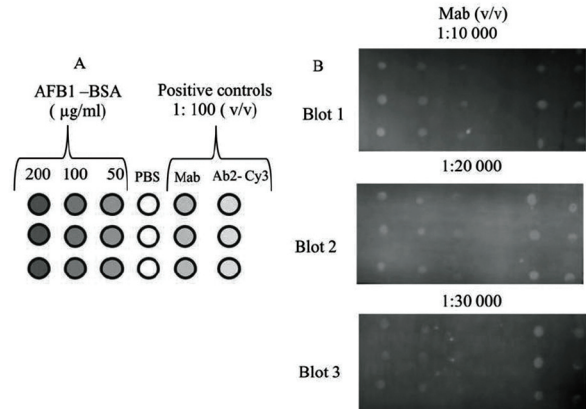 A
AFB1 –BSA
( µg/ml)
Positive controls
1: 100 ( v/v)
200 100 50 PBS Mab Ab2- Cy3
B
Mab (v/v)
1:10 000
Blot 1
1:20 000
Blot 2
1:30 000
Blot 3